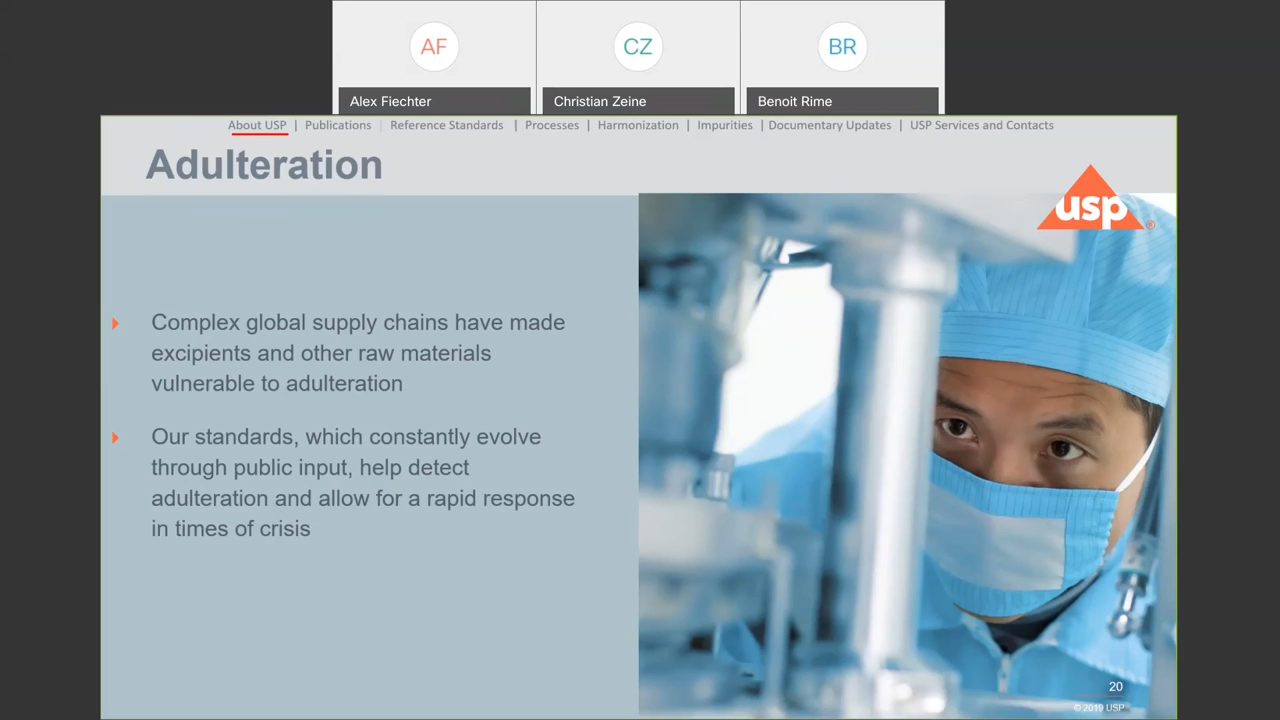 AF
CZ
BR
Alex Fiechter
Christian Zeine
Benoit Rime
About USP | Publications | Reference Standards | Processes | Harmonization | Impurities | Documentary Updates | USP Services and Contacts
Adulteration
usp®
Complex global supply chains have made
excipients and other raw materials
vulnerable to adulteration
Our standards, which constantly evolve
through public input, help detect
adulteration and allow for a rapid response
in times of crisis
20
© 2019 USP